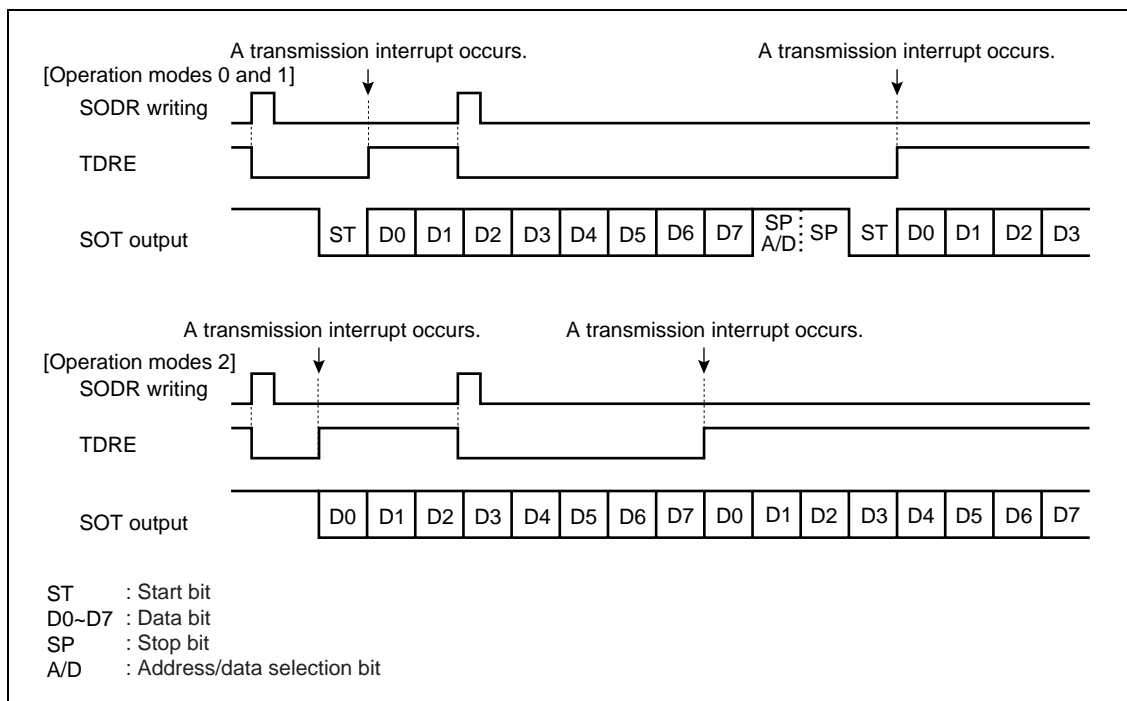 A transmission interrupt occurs. A transmission interrupt occurs.
[Operation modes 0 and 1]
SODR writing
TDRE
SOT output ST D0 D1 D2 D3 D4 D5 D6 D7 SP A/D SP ST D0 D1 D2 D3
A transmission interrupt occurs. A transmission interrupt occurs.
[Operation modes 2]
SODR writing
TDRE
SOT output D0 D1 D2 D3 D4 D5 D6 D7 D0 D1 D2 D3 D4 D5 D6 D7
ST : Start bit
D0~D7 : Data bit
SP : Stop bit
A/D : Address/data selection bit